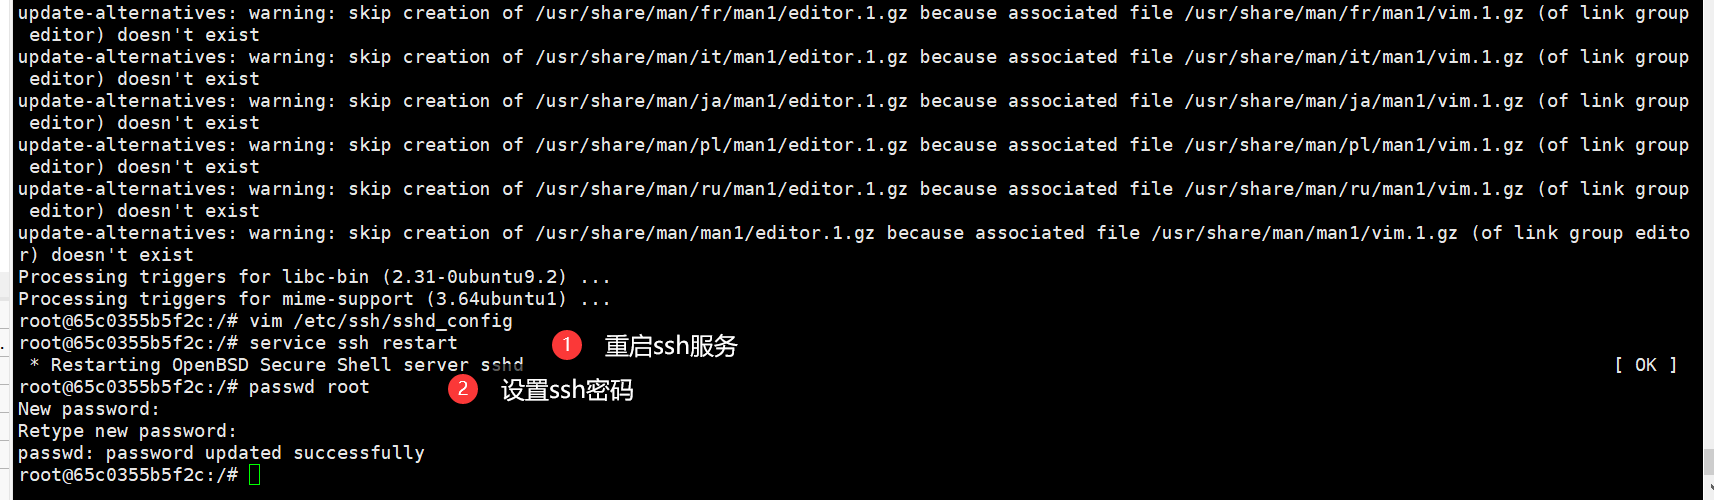 update-alternatives: warning: skip creation of /usr/share/man/fr/man1/editor.1.gz because associated file /usr/share/man/fr/man1/vim.1.gz (of link group
editor) doesn't exist
update-alternatives: warning: skip creation of /usr/share/man/it/man1/editor.1.gz because associated file /usr/share/man/it/man1/vim.1.gz (of link group
editor) doesn't exist
update-alternatives: warning: skip creation of /usr/share/man/ja/man1/editor.1.gz because associated file /usr/share/man/ja/man1/vim.1.gz (of link group
editor) doesn't exist
update-alternatives: warning: skip creation of /usr/share/man/pl/man1/editor.1.gz because associated file /usr/share/man/pl/man1/vim.1.gz (of link group
editor) doesn't exist
update-alternatives: warning: skip creation of /usr/share/man/ru/man1/editor.1.gz because associated file /usr/share/man/ru/man1/vim.1.gz (of link group
editor) doesn't exist
update-alternatives: warning: skip creation of /usr/share/man/man1/editor.1.gz because associated file /usr/share/man/man1/vim.1.gz (of link group edito
r) doesn't exist
Processing triggers for libc-bin (2.31-0ubuntu9.2) ...
Processing triggers for mime-support (3.64ubuntu1) ...
root@65c0355b5f2c:/# vim /etc/ssh/sshd_config
root@65c0355b5f2c:/# service ssh restart 1 重启ssh服务
* Restarting OpenBSD Secure Shell server sshd [ OK ]
root@65c0355b5f2c:/# passwd root 2 设置ssh密码
New password:
Retype new password:
passwd: password updated successfully
root@65c0355b5f2c:/#